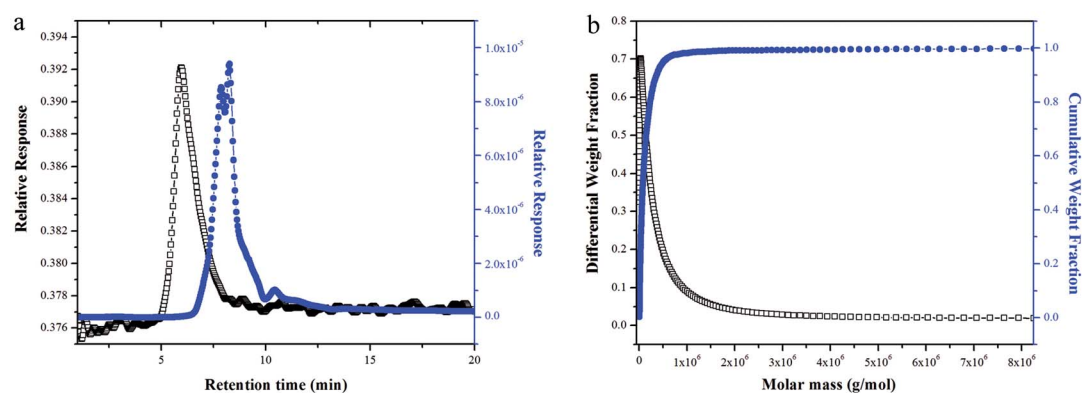 a
0.394
0.392
0.390
0.388
0.386
0.384
0.382
0.380
0.378
0.376
Relative Response
5
10
15
20
Retention time (min)
1.0x10⁻⁵
8.0x10⁻⁶
6.0x10⁻⁶
4.0x10⁻⁶
2.0x10⁻⁶
0.0
Relative Response
b
0.7
0.6
0.5
0.4
0.3
0.2
0.1
0.0
Differential Weight Fraction
0
1x10⁶
2x10⁶
3x10⁶
4x10⁶
5x10⁶
6x10⁶
7x10⁶
8x10⁶
Molar mass (g/mol)
1.0
0.8
0.6
0.4
0.2
0.0
Cumulative Weight Fraction